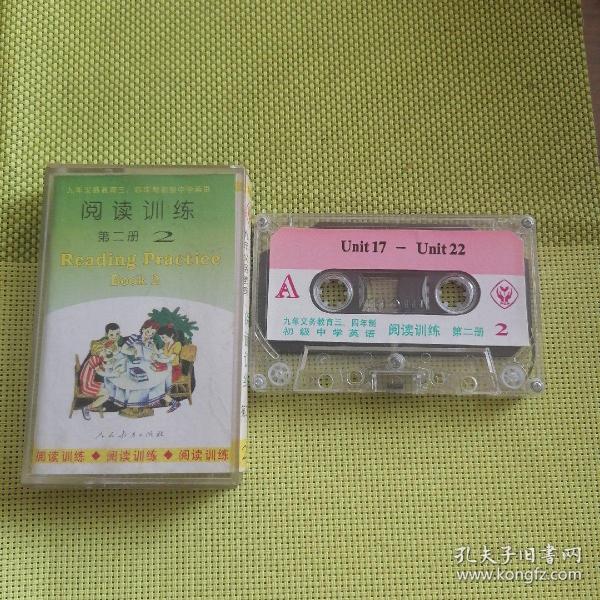 九年义务教育三、四年制初级中学英语
阅读训练
第二册 2
Reading Practice
Book 2
人民教育出版社
阅读训练 ◆ 阅读训练 ◆ 阅读训练
Unit 17 - Unit 22
A
九年义务教育三、四年制
初级中学英语 阅读训练 第二册 2
孔夫子旧书网
www.kongfz.com